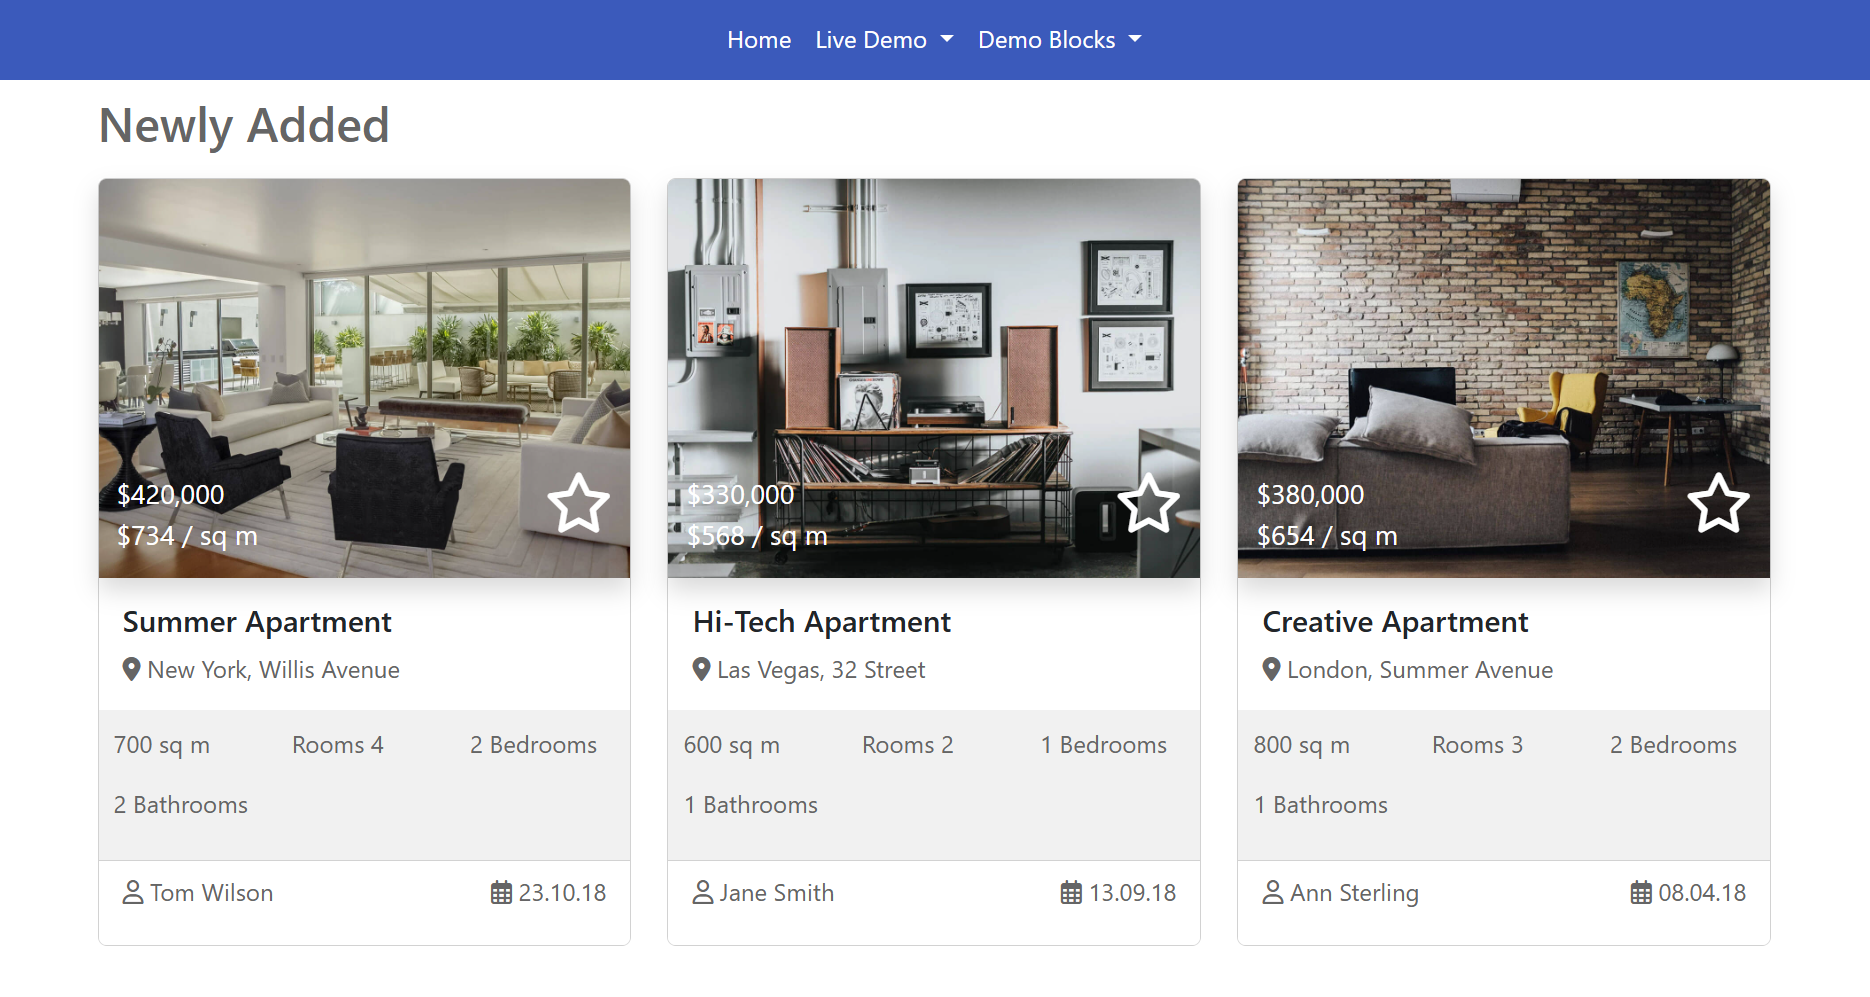 Home Live Demo Demo Blocks
Newly Added
$420,000
$734 / sq m
Summer Apartment
New York, Willis Avenue
700 sq m Rooms 4 2 Bedrooms
2 Bathrooms
Tom Wilson 23.10.18
$330,000
$568 / sq m
Hi-Tech Apartment
Las Vegas, 32 Street
600 sq m Rooms 2 1 Bedrooms
1 Bathrooms
Jane Smith 13.09.18
$380,000
$654 / sq m
Creative Apartment
London, Summer Avenue
800 sq m Rooms 3 2 Bedrooms
1 Bathrooms
Ann Sterling 08.04.18